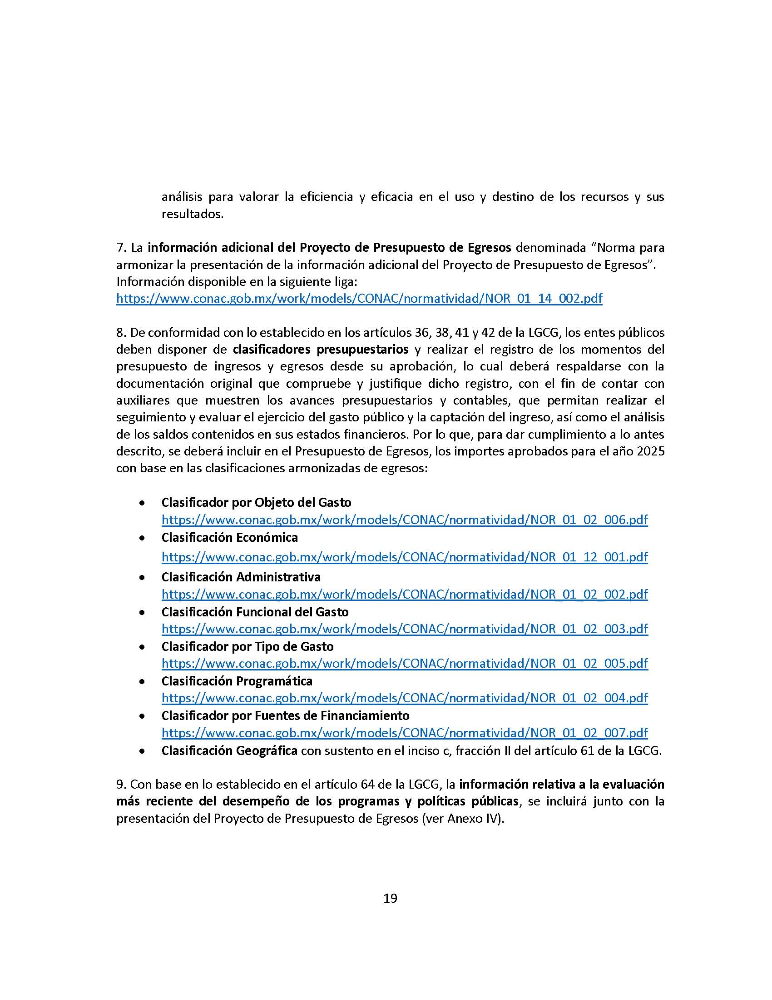 análisis para valorar la eficiencia y eficacia en el uso y destino de los recursos y sus
resultados.
7. La información adicional del Proyecto de Presupuesto de Egresos denominada “Norma para
armonizar la presentación de la información adicional del Proyecto de Presupuesto de Egresos”.
Información disponible en la siguiente liga:
https://www.conac.gob.mx/work/models/CONAC/normatividad/NOR_01_14_002.pdf
8. De conformidad con lo establecido en los artículos 36, 38, 41 y 42 de la LGCG, los entes públicos
deben disponer de clasificadores presupuestarios y realizar el registro de los momentos del
presupuesto de ingresos y egresos desde su aprobación, lo cual deberá respaldarse con la
documentación original que compruebe y justifique dicho registro, con el fin de contar con
auxiliares que muestren los avances presupuestarios y contables, que permitan realizar el
seguimiento y evaluar el ejercicio del gasto público y la captación del ingreso, así como el análisis
de los saldos contenidos en sus estados financieros. Por lo que, para dar cumplimiento a lo antes
descrito, se deberá incluir en el Presupuesto de Egresos, los importes aprobados para el año 2025
con base en las clasificaciones armonizadas de egresos:
• Clasificador por Objeto del Gasto
https://www.conac.gob.mx/work/models/CONAC/normatividad/NOR_01_02_006.pdf
• Clasificación Económica
https://www.conac.gob.mx/work/models/CONAC/normatividad/NOR_01_12_001.pdf
• Clasificación Administrativa
https://www.conac.gob.mx/work/models/CONAC/normatividad/NOR_01_02_002.pdf
• Clasificación Funcional del Gasto
https://www.conac.gob.mx/work/models/CONAC/normatividad/NOR_01_02_003.pdf
• Clasificador por Tipo de Gasto
https://www.conac.gob.mx/work/models/CONAC/normatividad/NOR_01_02_005.pdf
• Clasificación Programática
https://www.conac.gob.mx/work/models/CONAC/normatividad/NOR_01_02_004.pdf
• Clasificador por Fuentes de Financiamiento
https://www.conac.gob.mx/work/models/CONAC/normatividad/NOR_01_02_007.pdf
• Clasificación Geográfica con sustento en el inciso c, fracción II del artículo 61 de la LGCG.
9. Con base en lo establecido en el artículo 64 de la LGCG, la información relativa a la evaluación
más reciente del desempeño de los programas y políticas públicas, se incluirá junto con la
presentación del Proyecto de Presupuesto de Egresos (ver Anexo IV).
19